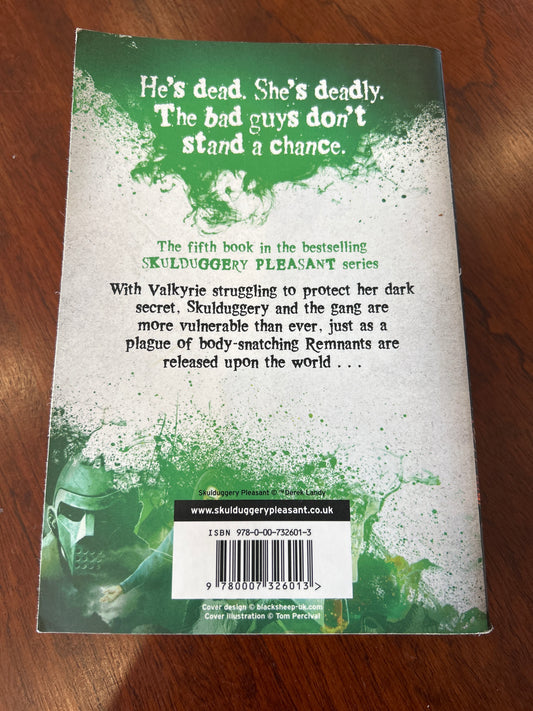 He's dead. She's deadly.
The bad guys don't
stand a chance.
The fifth book in the bestselling
SKULDUGGERY PLEASANT series
With Valkyrie struggling to protect her dark
secret, Skulduggery and the gang are
more vulnerable than ever, just as a
plague of body-snatching Remnants are
released upon the world . . .
Skulduggery Pleasant © ™Derek Landy
www.skulduggerypleasant.co.uk
ISBN 978-0-00-732601-3
9 780007 326013 >
Cover design © blacksheep-uk.com
Cover illustration © Tom Percival